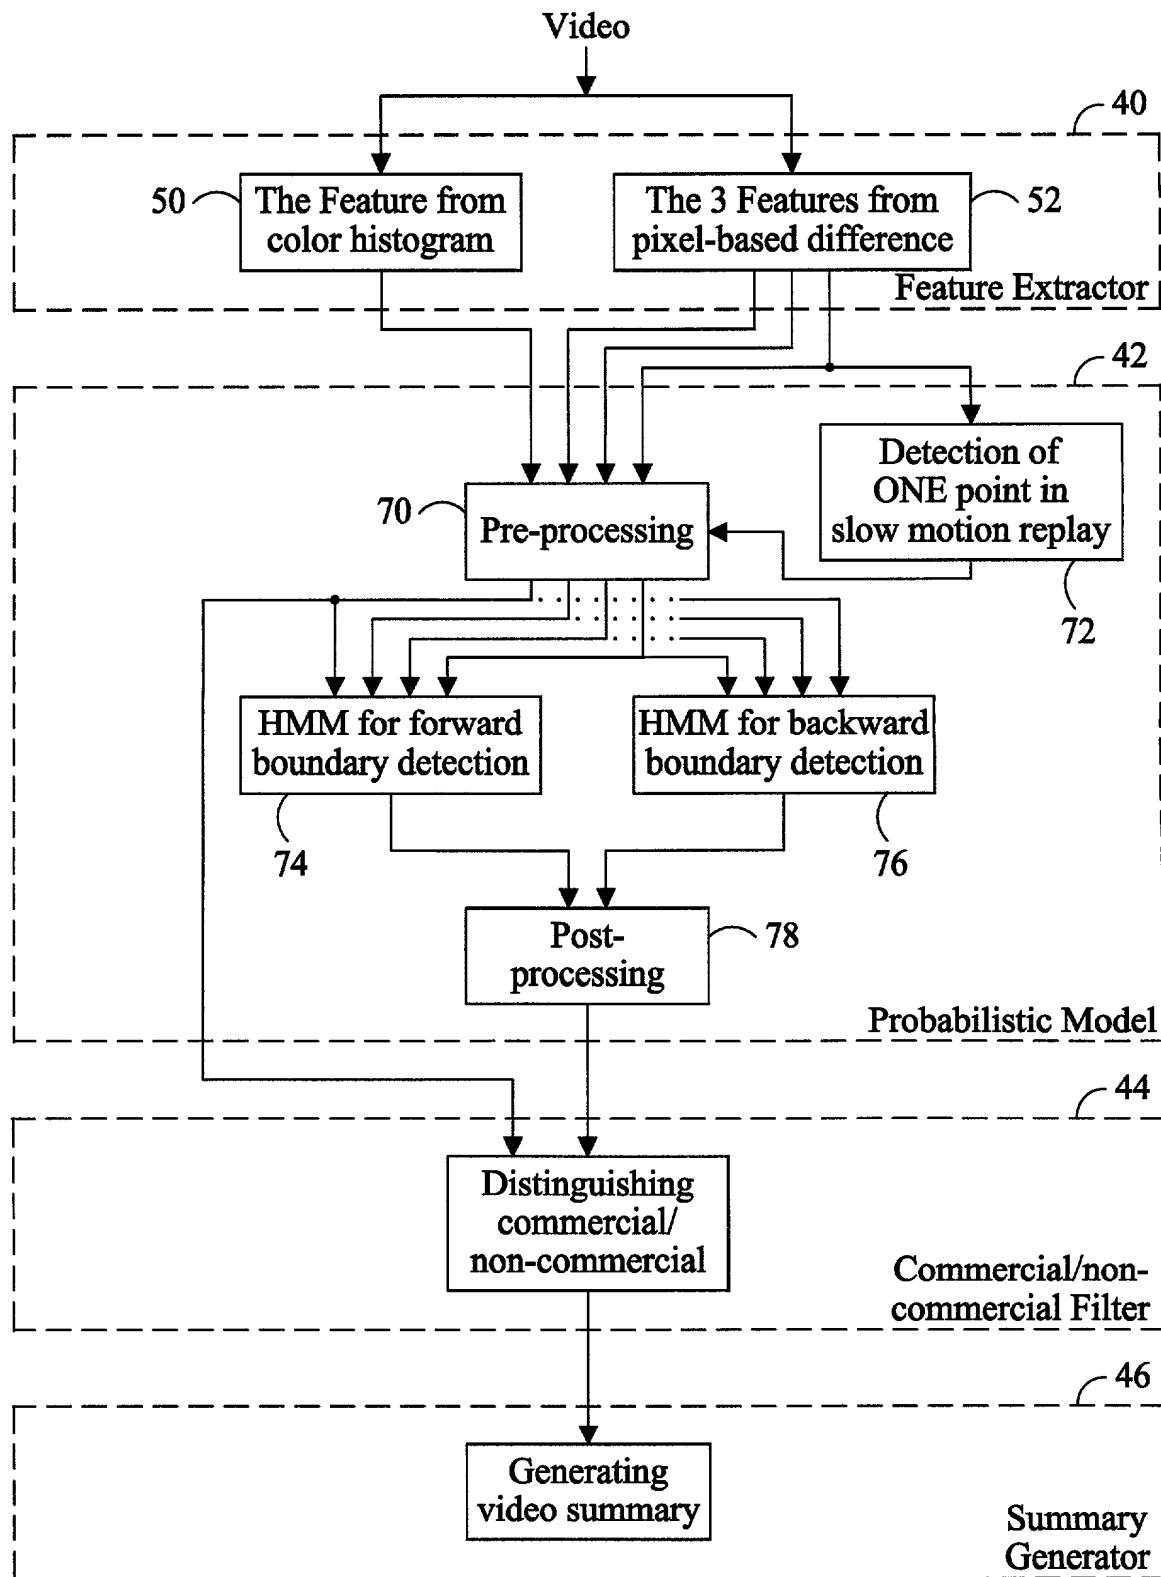 Video
40
50
The Feature from
color histogram
The 3 Features from
pixel-based difference
52
Feature Extractor
42
Detection of
ONE point in
slow motion replay
70
Pre-processing
72
HMM for forward
boundary detection
HMM for backward
boundary detection
74
76
Post-
processing
78
Probabilistic Model
44
Distinguishing
commercial/
non-commercial
Commercial/non-
commercial Filter
46
Generating
video summary
Summary
Generator